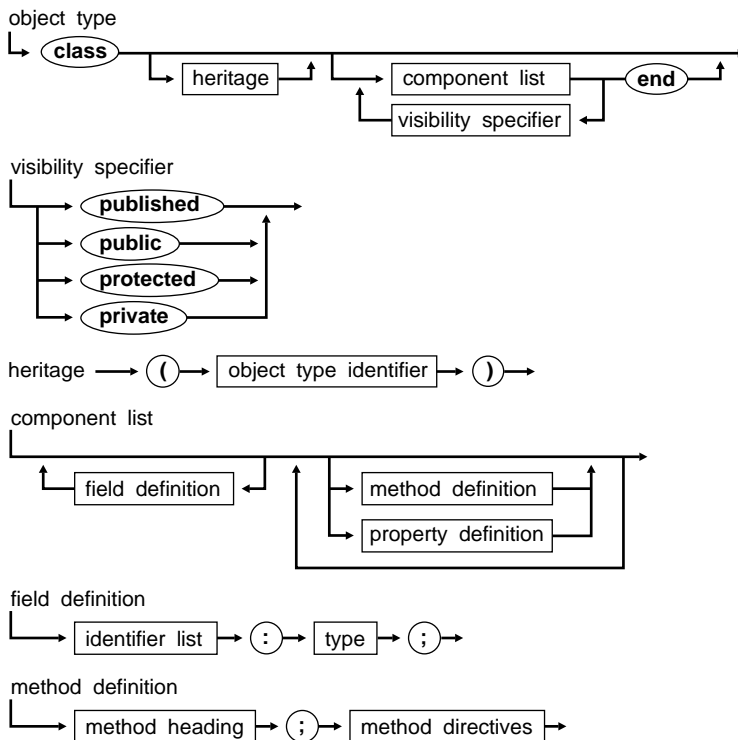 object type
class
heritage
component list
end
visibility specifier
visibility specifier
published
public
protected
private
heritage ( object type identifier )
component list
field definition
method definition
property definition
field definition
identifier list : type ;
method definition
method heading ; method directives